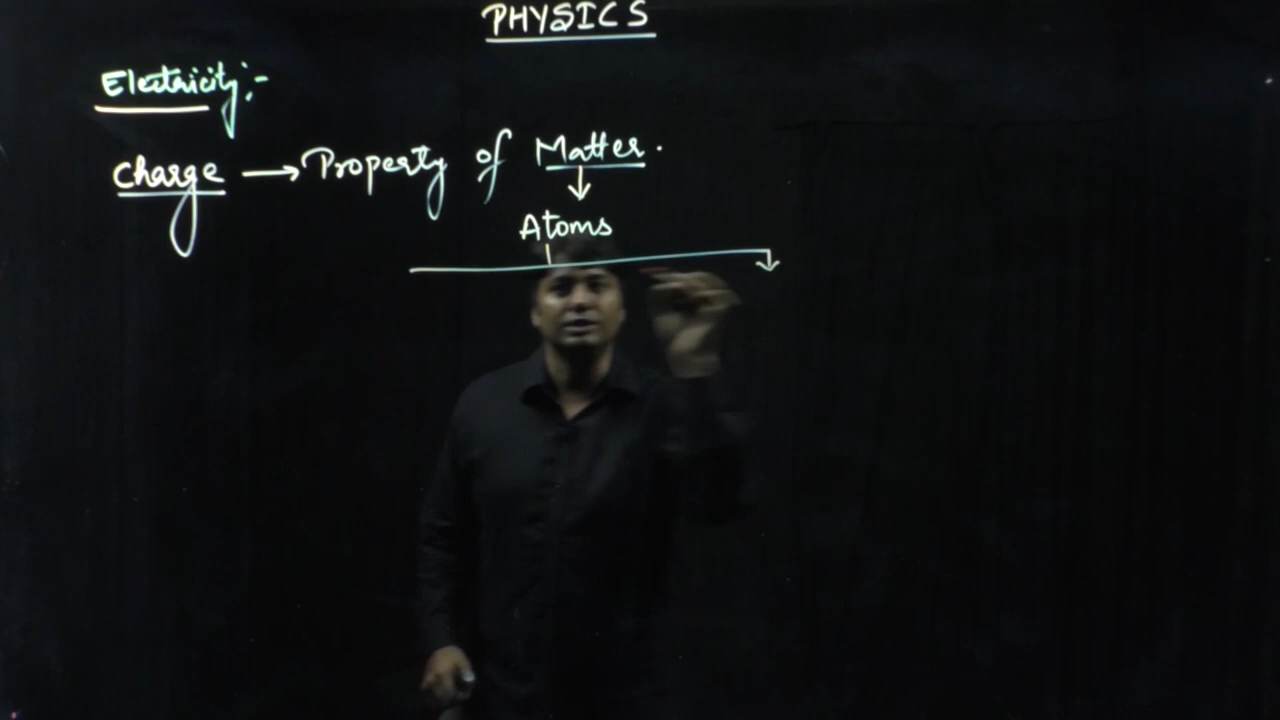 PHYSICS
Electricity:-
Charge → Property of Matter.
↓
Atoms